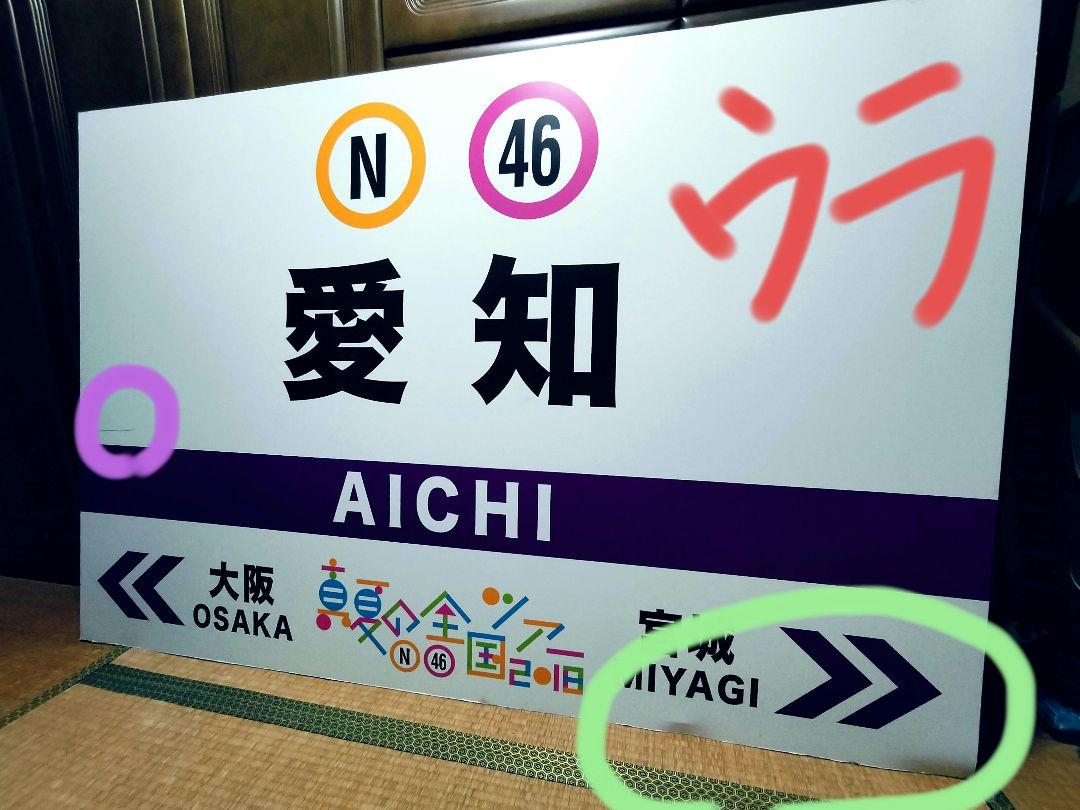 N 46
ウラ
愛知
AICHI
大阪
OSAKA
真夏の全国ツアー
N 46 2018
宮城
MIYAGI